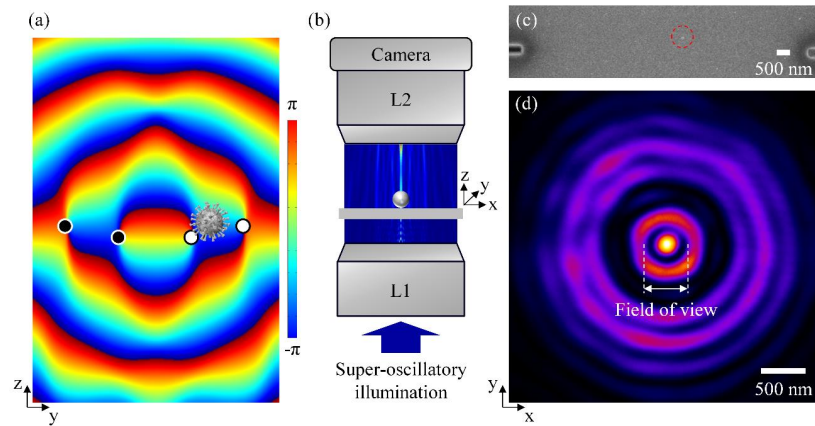 (a)
π
-π
z
y
(b)
Camera
L2
z
y
x
L1
Super-oscillatory
illumination
(c)
500 nm
(d)
Field of view
500 nm
y
x